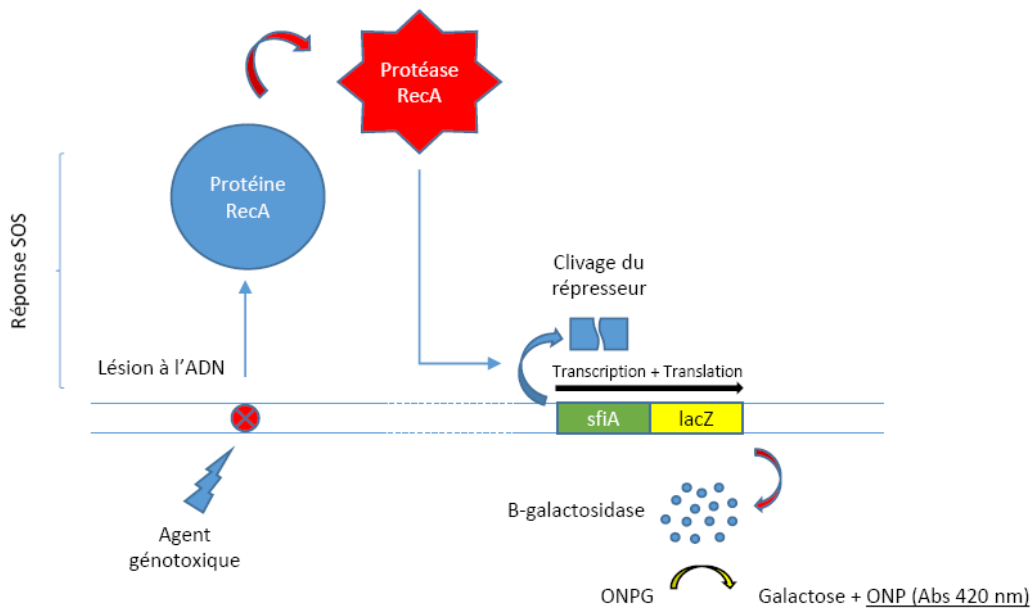 Protéase
RecA
Protéine
RecA
Réponse SOS
Clivage du
répresseur
Lésion à l'ADN
Transcription + Translation
sfiA
lacZ
B-galactosidase
Agent
génotoxique
ONPG
Galactose + ONP (Abs 420 nm)